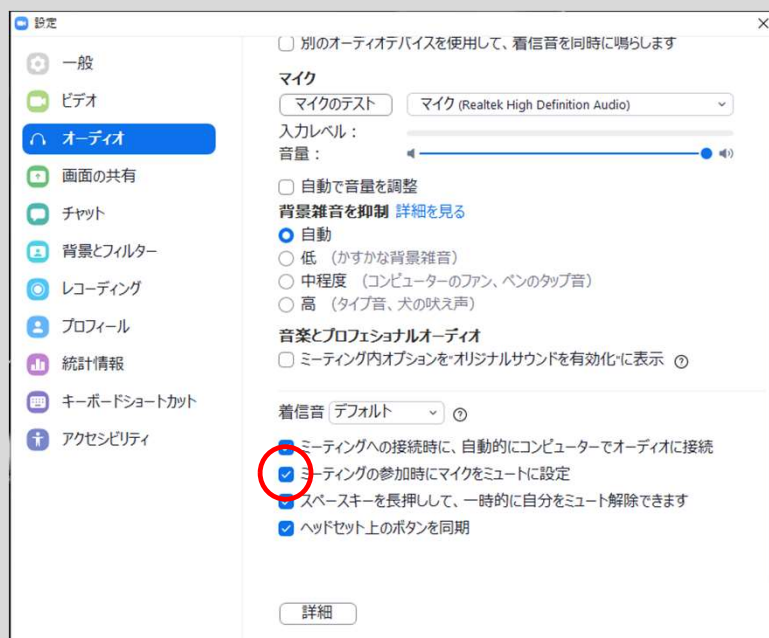 設定
別のオーディオデバイスを使用して、着信音を同時に鳴らします
一般
ビデオ
オーディオ
画面の共有
チャット
背景とフィルター
レコーディング
プロフィール
統計情報
キーボードショートカット
アクセシビリティ
マイク
マイクのテスト マイク (Realtek High Definition Audio)
入力レベル：
音量：
自動で音量を調整
背景雑音を抑制 詳細を見る
自動
低 （かすかな背景雑音）
中程度 （コンピューターのファン、ペンのタップ音）
高 （タイプ音、犬の吠え声）
音楽とプロフェショナルオーディオ
ミーティング内オプションを"オリジナルサウンドを有効化"に表示 ?
着信音 デフォルト ?
ミーティングへの接続時に、自動的にコンピューターでオーディオに接続
ミーティングの参加時にマイクをミュートに設定
スペースキーを長押しして、一時的に自分をミュート解除できます
ヘッドセット上のボタンを同期
詳細